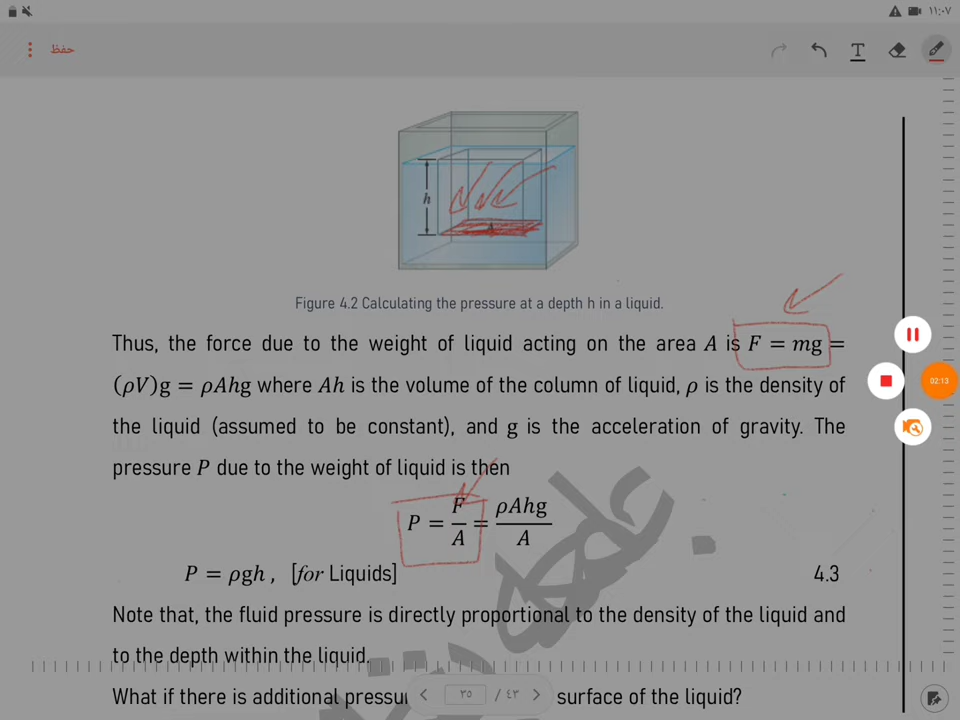 ١١:٠٧
حفظ
T
h
A
Figure 4.2 Calculating the pressure at a depth h in a liquid.
Thus, the force due to the weight of liquid acting on the area A is F = mg =
(ρV)g = ρAhg where Ah is the volume of the column of liquid, ρ is the density of
the liquid (assumed to be constant), and g is the acceleration of gravity. The
pressure P due to the weight of liquid is then
P = F/A = ρAhg/A
P = ρgh , [for Liquids] 4.3
Note that, the fluid pressure is directly proportional to the density of the liquid and
to the depth within the liquid.
What if there is additional surface of the liquid?
02:13
٣٥ / ٤٣